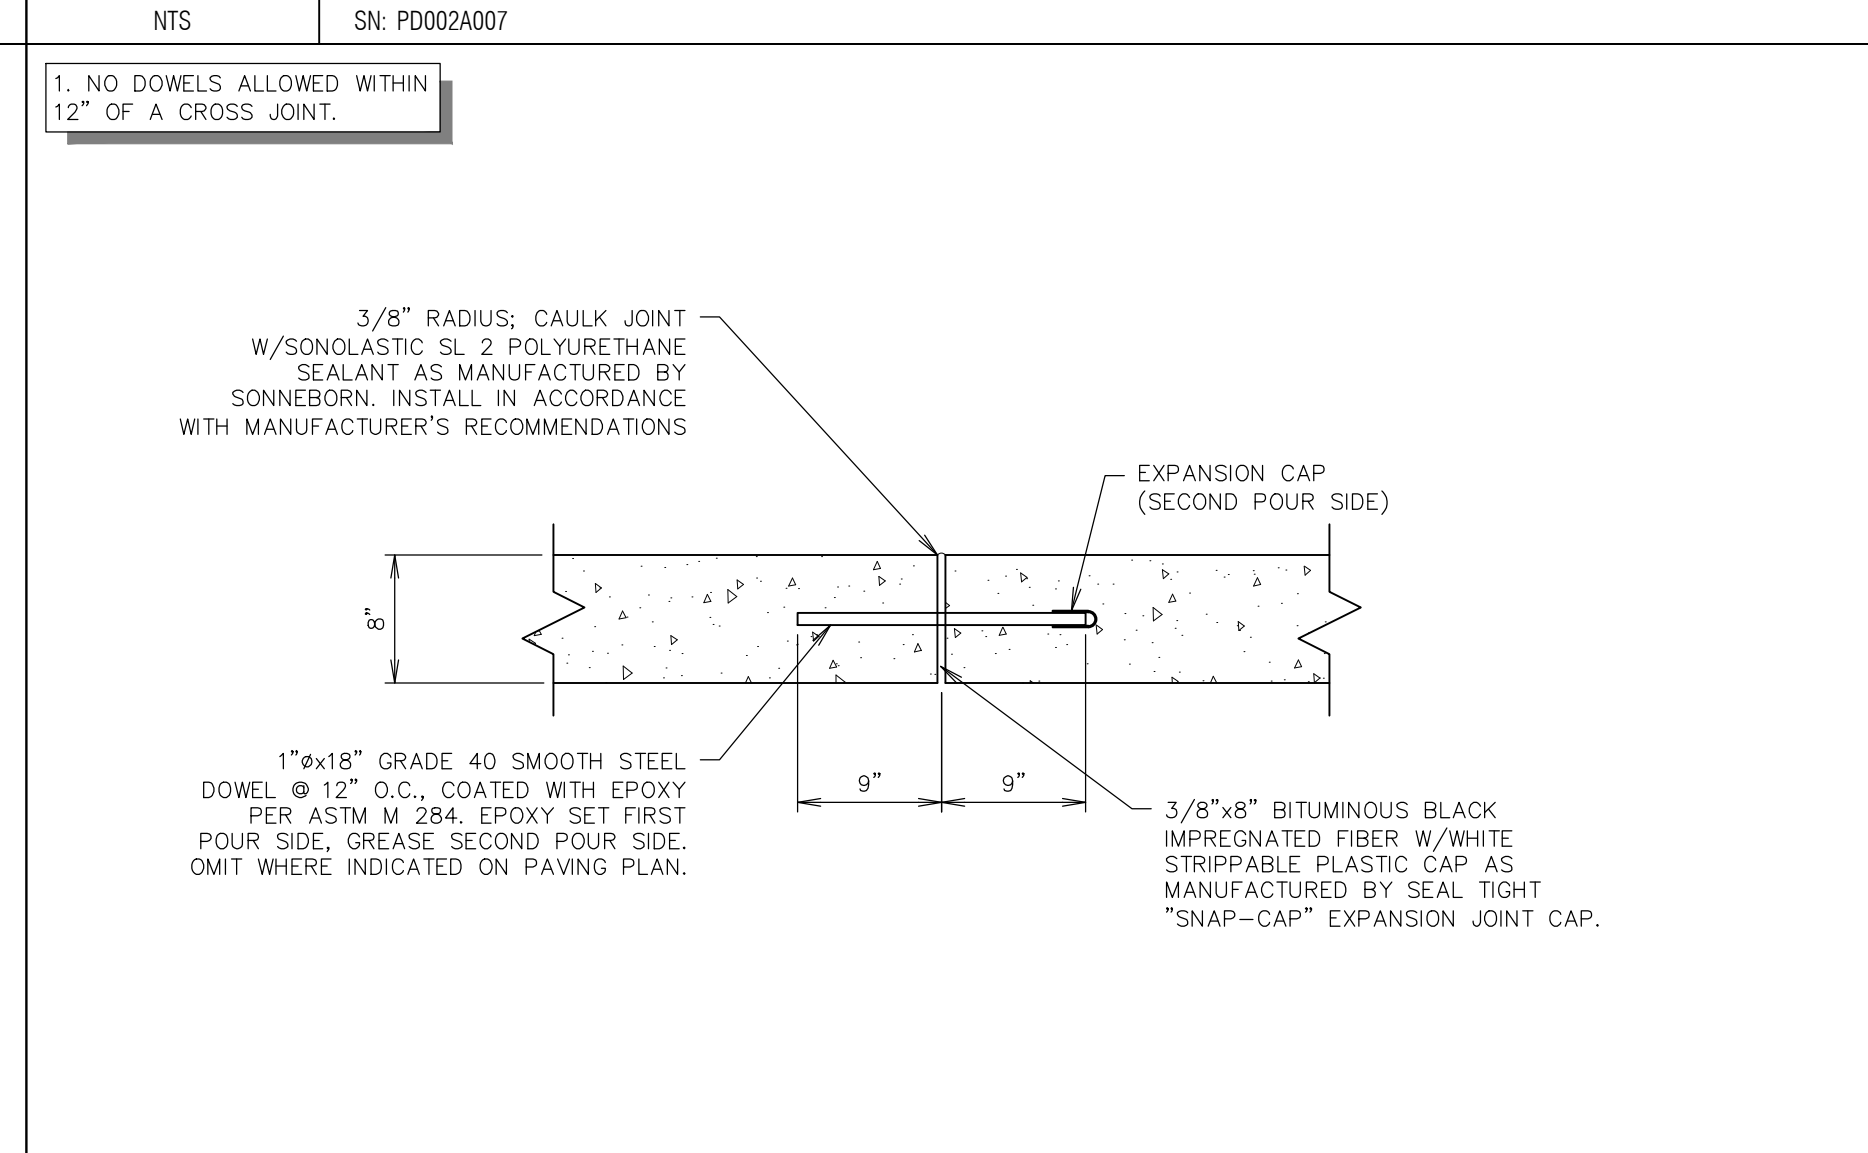 NTS
SN: PD002A007
1. NO DOWELS ALLOWED WITHIN
12" OF A CROSS JOINT.
3/8" RADIUS; CAULK JOINT
W/SONOLASTIC SL 2 POLYURETHANE
SEALANT AS MANUFACTURED BY
SONNEBORN. INSTALL IN ACCORDANCE
WITH MANUFACTURER'S RECOMMENDATIONS
EXPANSION CAP
(SECOND POUR SIDE)
8"
1"øx18" GRADE 40 SMOOTH STEEL
DOWEL @ 12" O.C., COATED WITH EPOXY
PER ASTM M 284. EPOXY SET FIRST
POUR SIDE, GREASE SECOND POUR SIDE.
OMIT WHERE INDICATED ON PAVING PLAN.
9"
9"
3/8"x8" BITUMINOUS BLACK
IMPREGNATED FIBER W/WHITE
STRIPPABLE PLASTIC CAP AS
MANUFACTURED BY SEAL TIGHT
"SNAP-CAP" EXPANSION JOINT CAP.